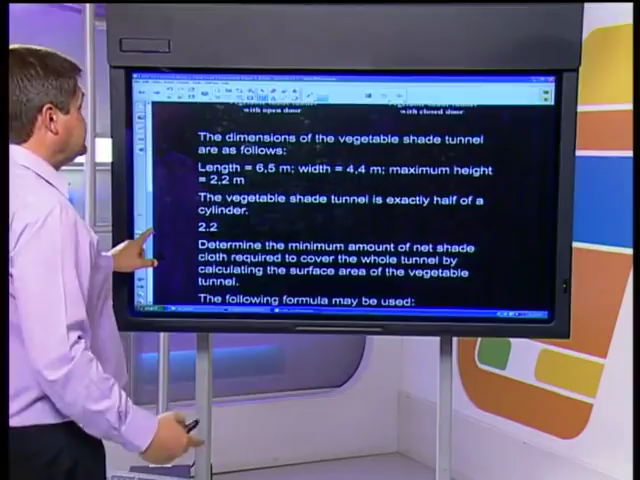 with open door
with closed door
The dimensions of the vegetable shade tunnel
are as follows:
Length = 6,5 m; width = 4,4 m; maximum height
= 2,2 m
The vegetable shade tunnel is exactly half of a
cylinder.
2.2
Determine the minimum amount of net shade
cloth required to cover the whole tunnel by
calculating the surface area of the vegetable
tunnel.
The following formula may be used: